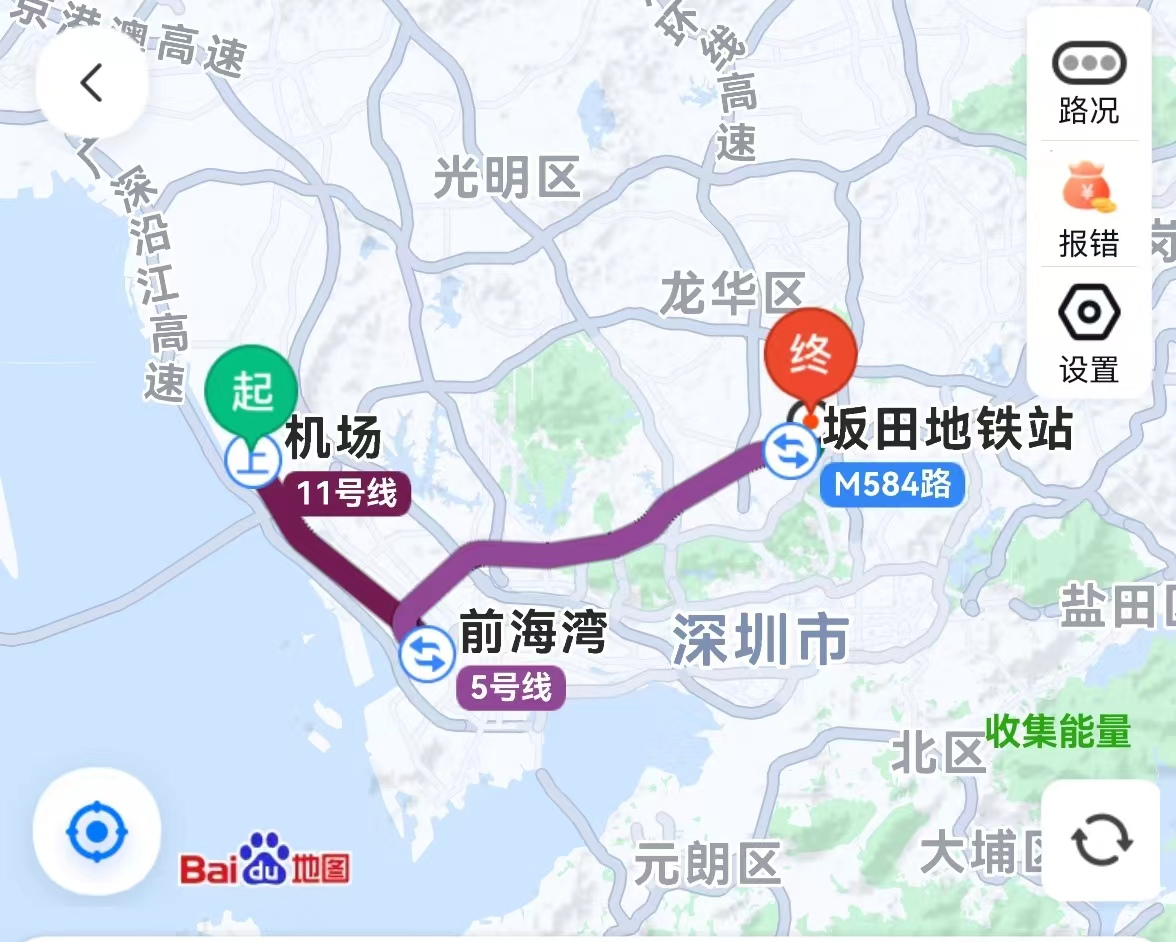 京港澳高速
环线高速
路况
广深沿江高速
光明区
报错
龙华区
设置
起
终
上
机场
11号线
坂田地铁站
M584路
前海湾
5号线
深圳市
盐田区
收集能量
北区
大埔区
元朗区
Baidu地图